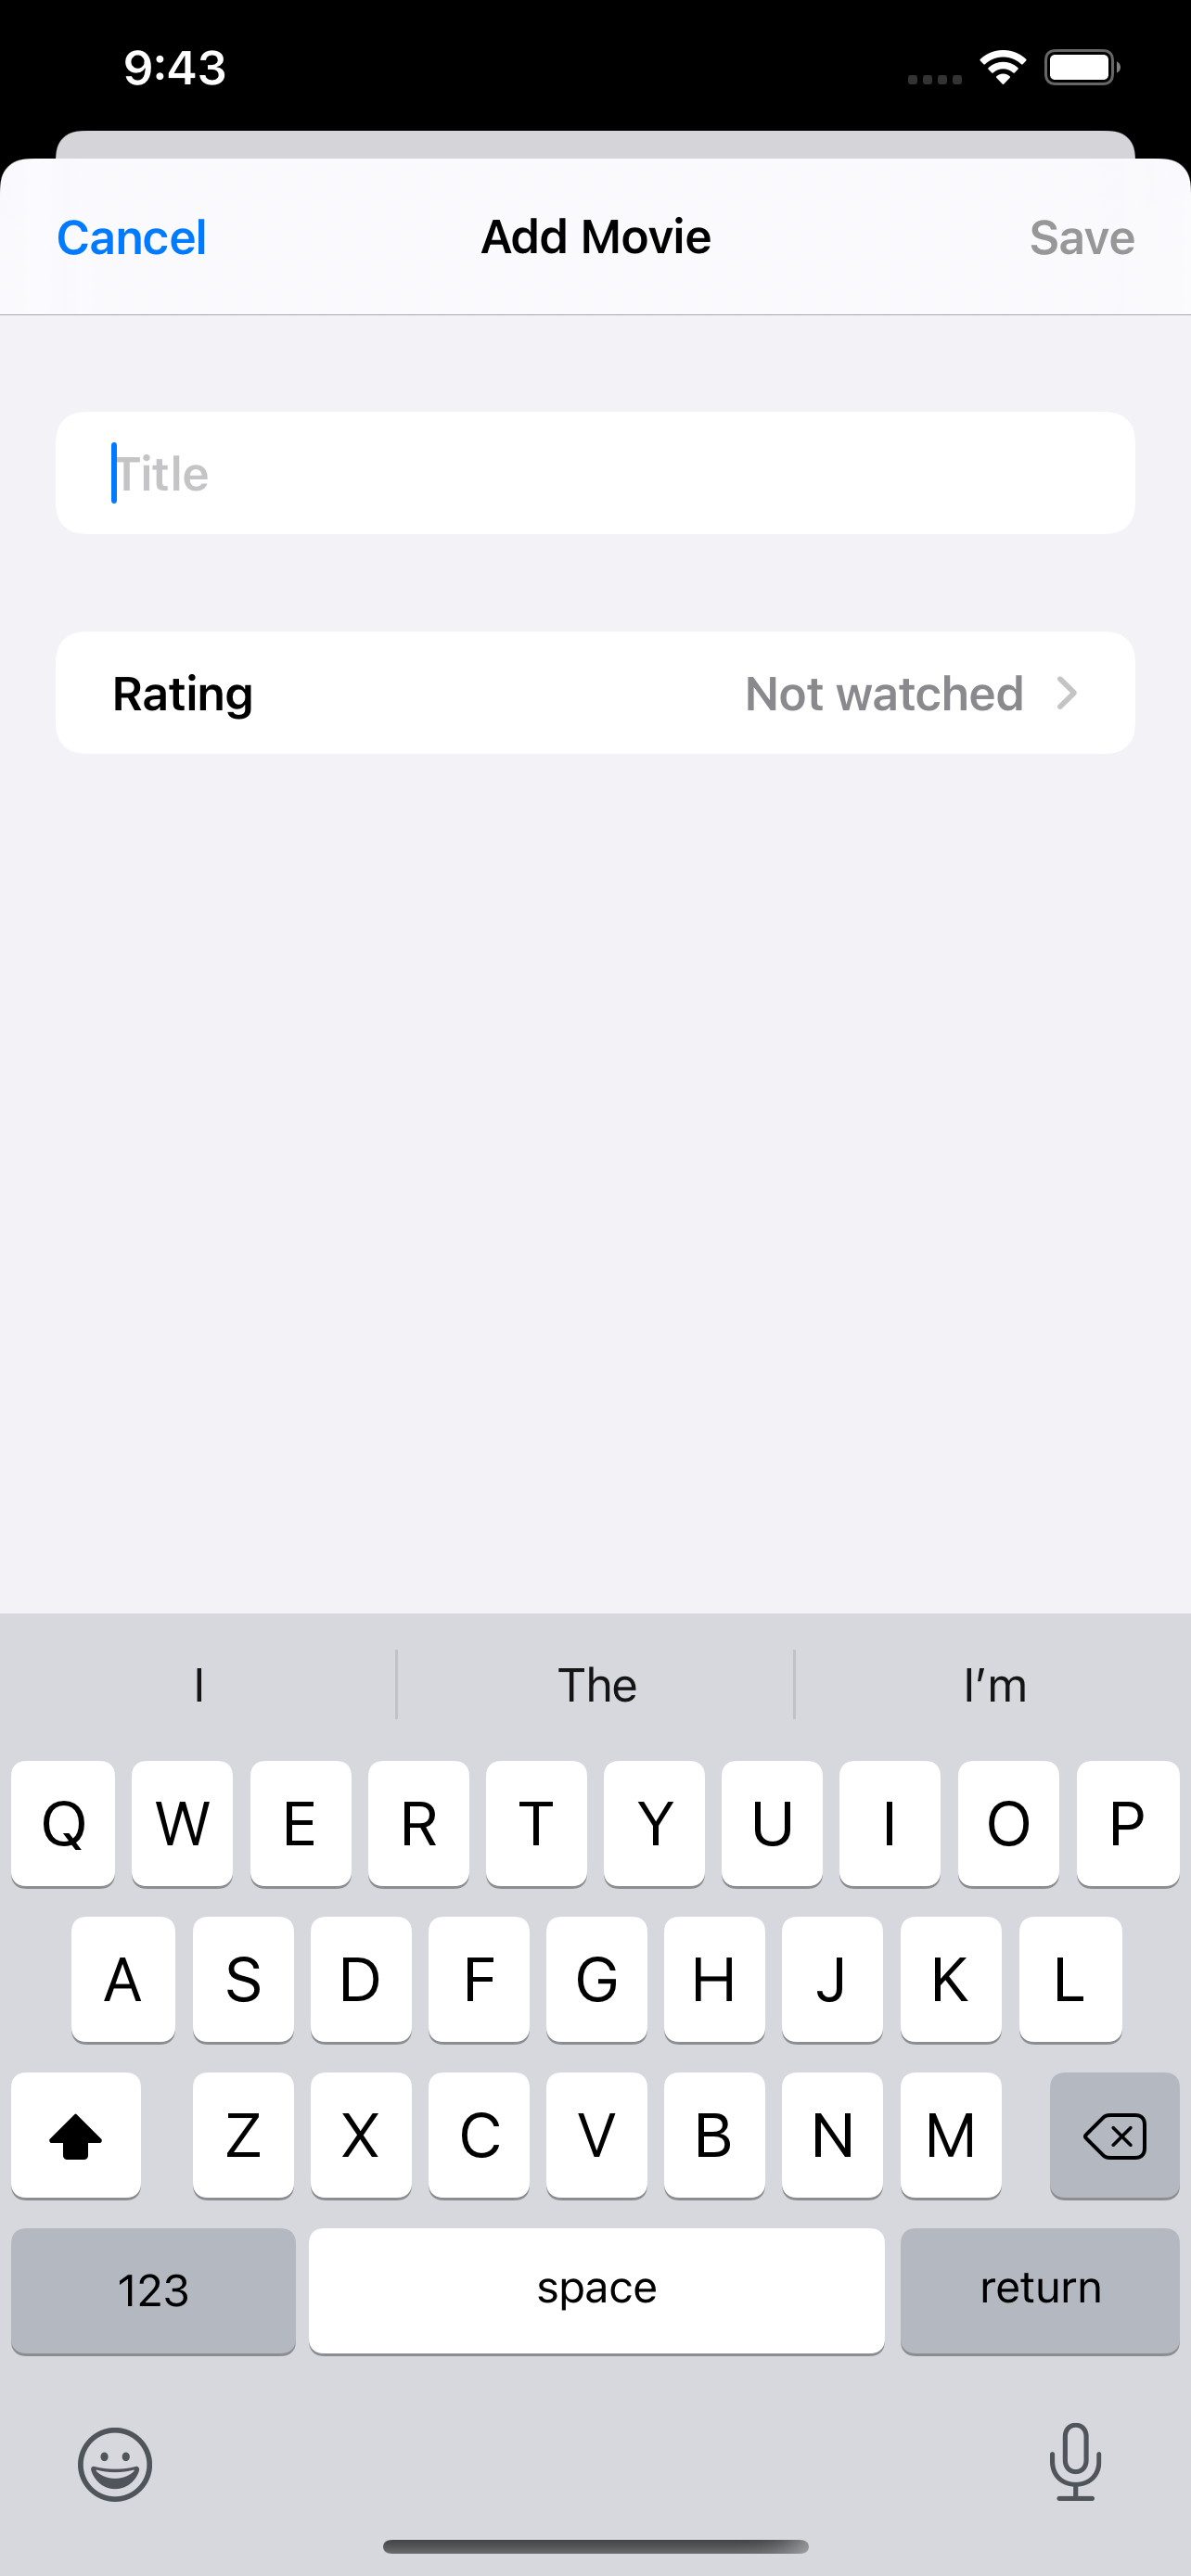 9:43
Cancel Add Movie Save
Title
Rating Not watched
I The I’m
Q W E R T Y U I O P
A S D F G H J K L
Z X C V B N M
123 space return